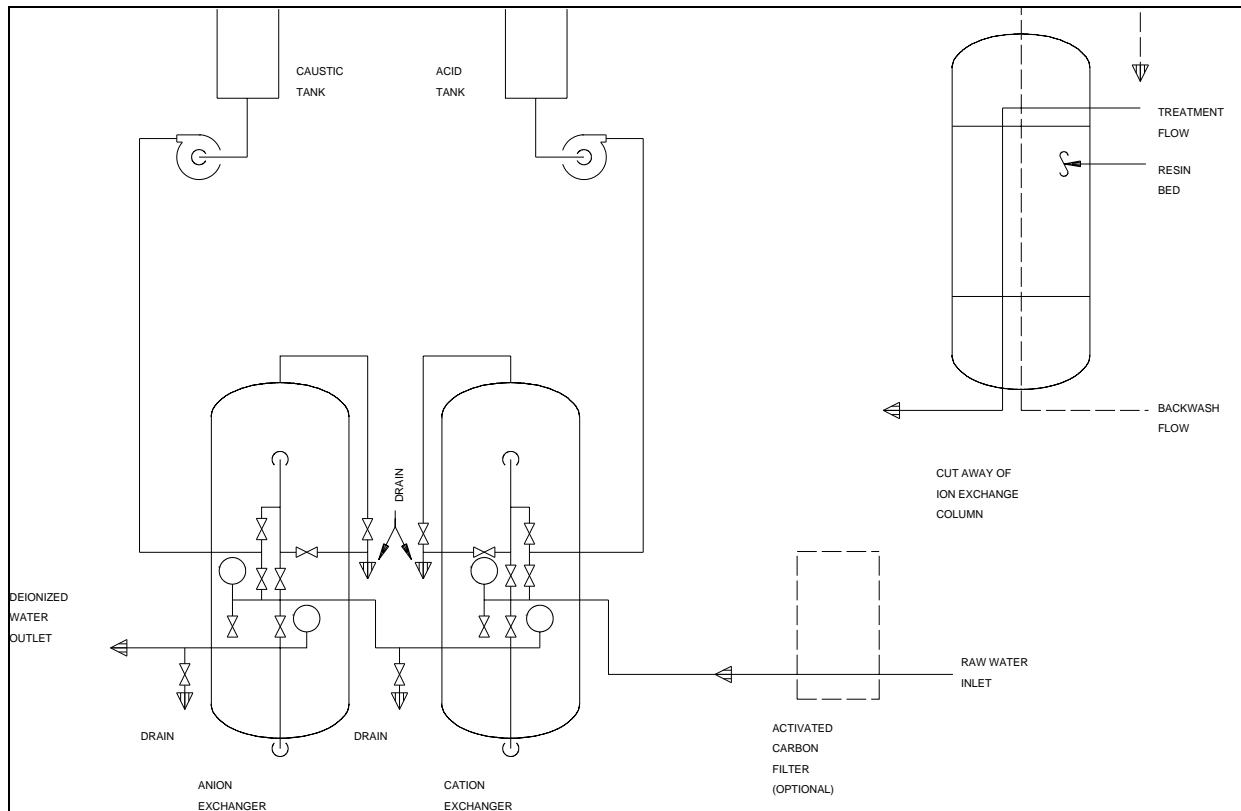 CAUSTIC
TANK
ACID
TANK
TREATMENT
FLOW
RESIN
BED
BACKWASH
FLOW
CUT AWAY OF
ION EXCHANGE
COLUMN
DRAIN
DEIONIZED
WATER
OUTLET
RAW WATER
INLET
DRAIN
DRAIN
ACTIVATED
CARBON
FILTER
(OPTIONAL)
ANION
EXCHANGER
CATION
EXCHANGER